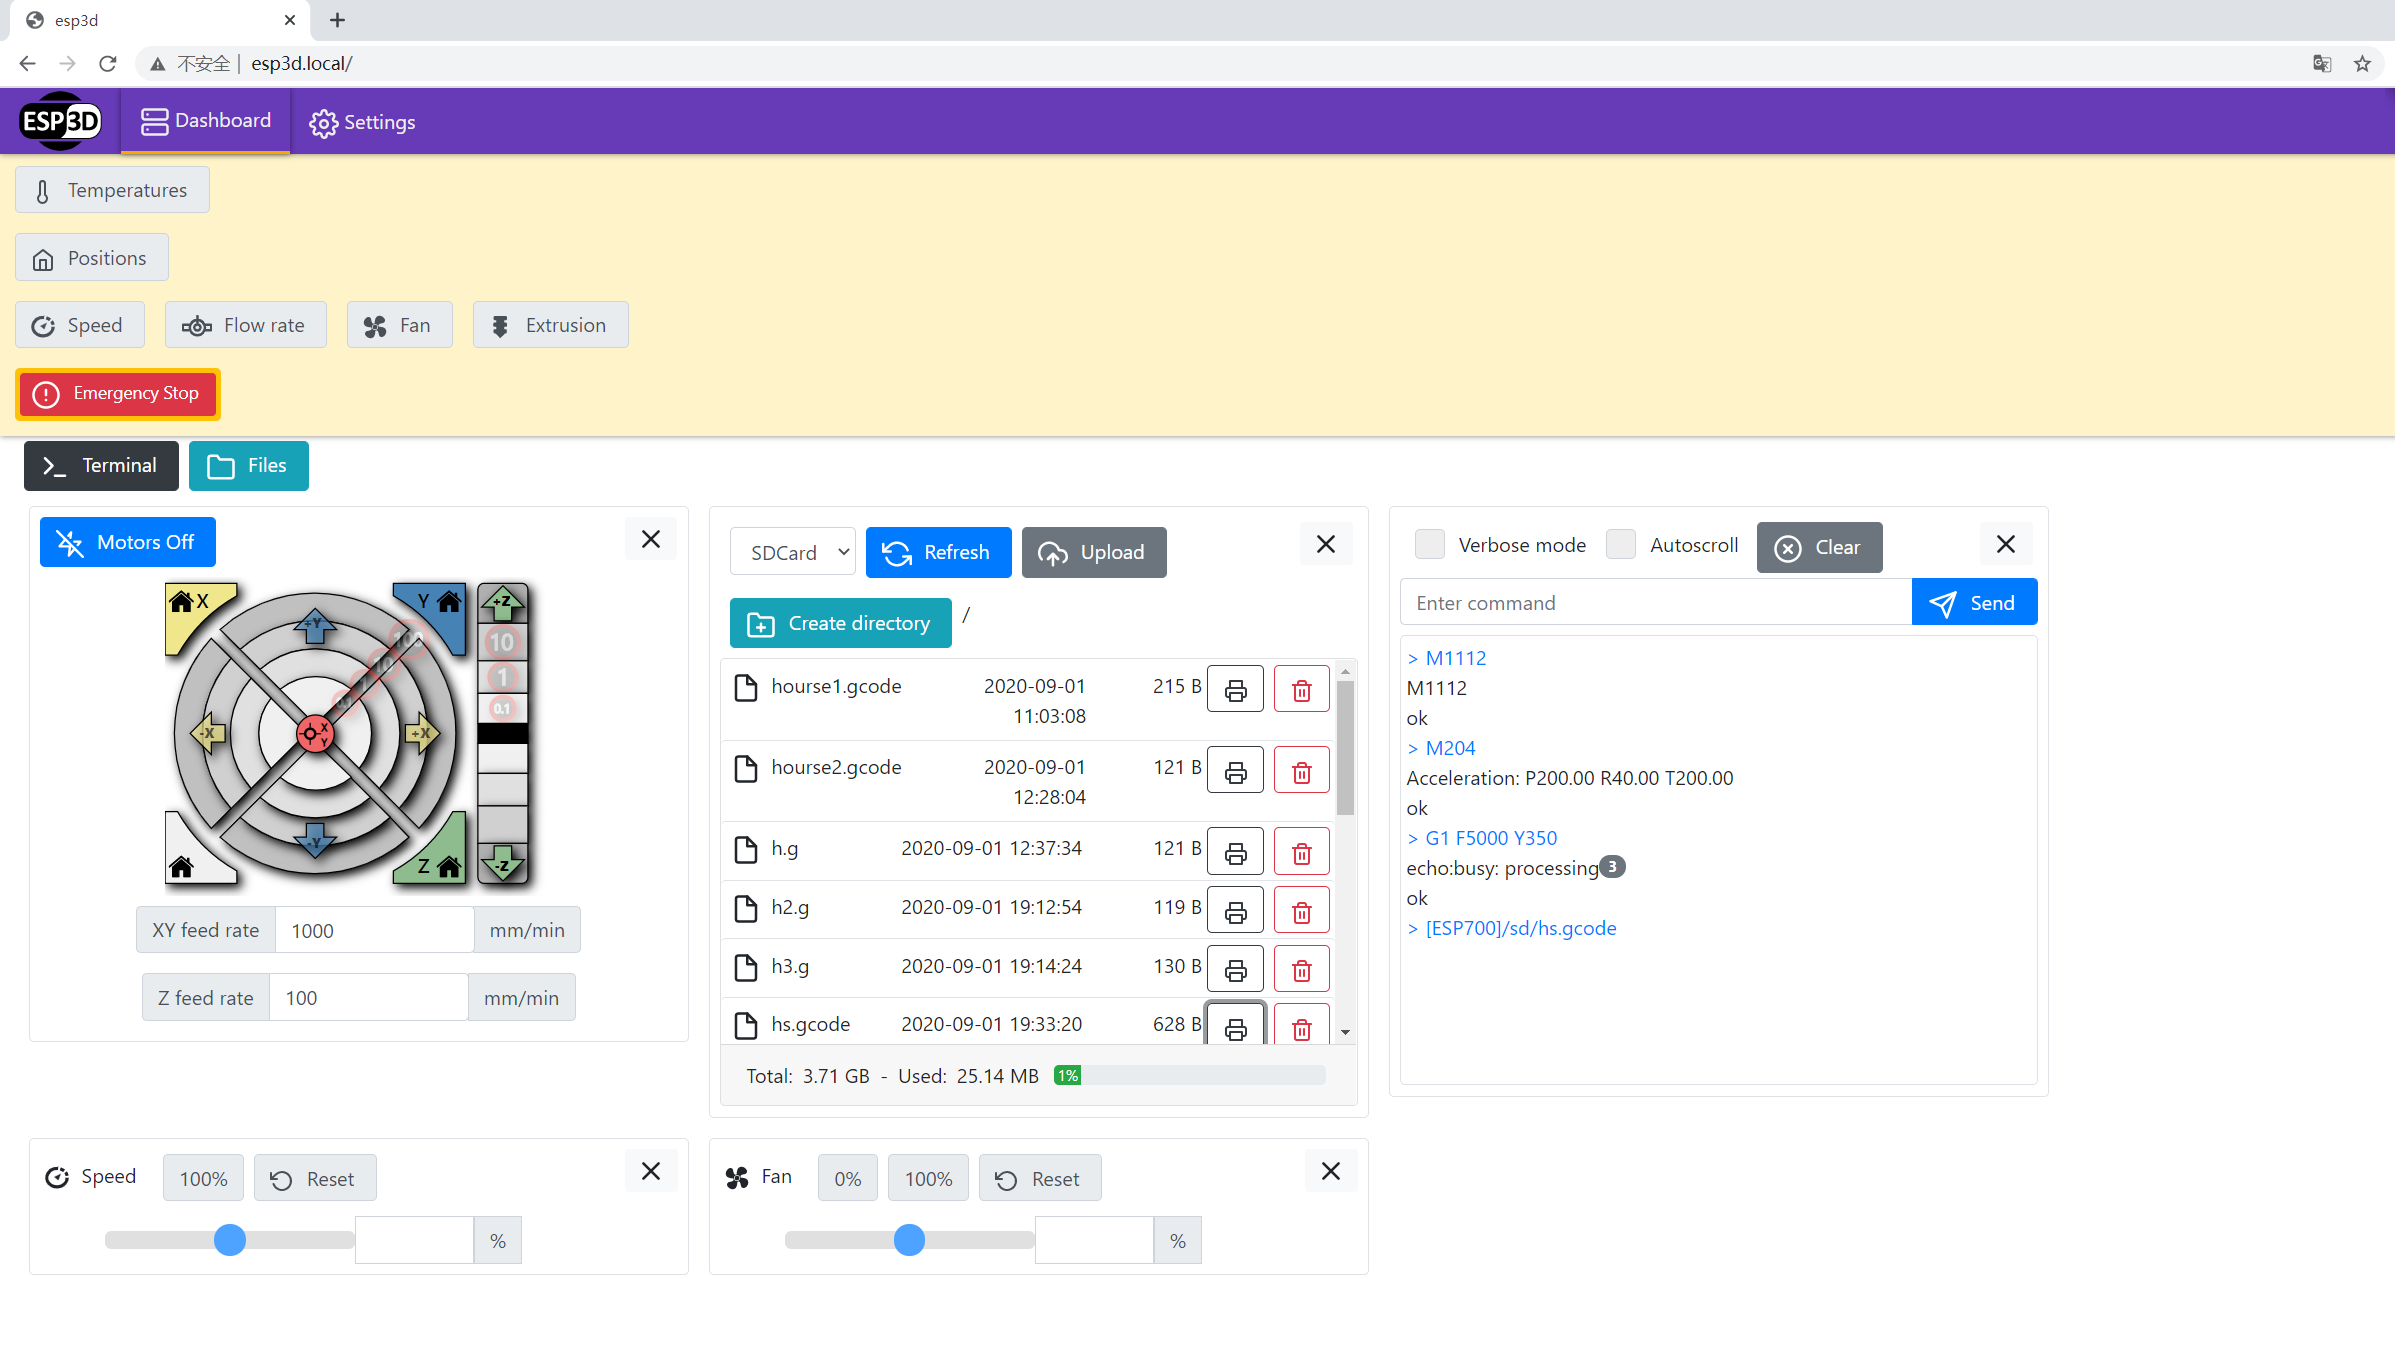 esp3d
不安全 | esp3d.local/
ESP3D Dashboard Settings
Temperatures
Positions
Speed Flow rate Fan Extrusion
Emergency Stop
Terminal Files
Motors Off
X
Y
+Z
+Y
100
10
1
0.1
10
1
0.1
-X
X
Y
+X
-Y
Z
-Z
XY feed rate 1000 mm/min
Z feed rate 100 mm/min
SDCard Refresh Upload
Create directory /
hourse1.gcode 2020-09-01 11:03:08 215 B
hourse2.gcode 2020-09-01 12:28:04 121 B
h.g 2020-09-01 12:37:34 121 B
h2.g 2020-09-01 19:12:54 119 B
h3.g 2020-09-01 19:14:24 130 B
hs.gcode 2020-09-01 19:33:20 628 B
Total: 3.71 GB - Used: 25.14 MB 1%
Verbose mode Autoscroll Clear
Enter command Send
> M1112
M1112
ok
> M204
Acceleration: P200.00 R40.00 T200.00
ok
> G1 F5000 Y350
echo:busy: processing 3
ok
> [ESP700]/sd/hs.gcode
Speed 100% Reset
%
Fan 0% 100% Reset
%